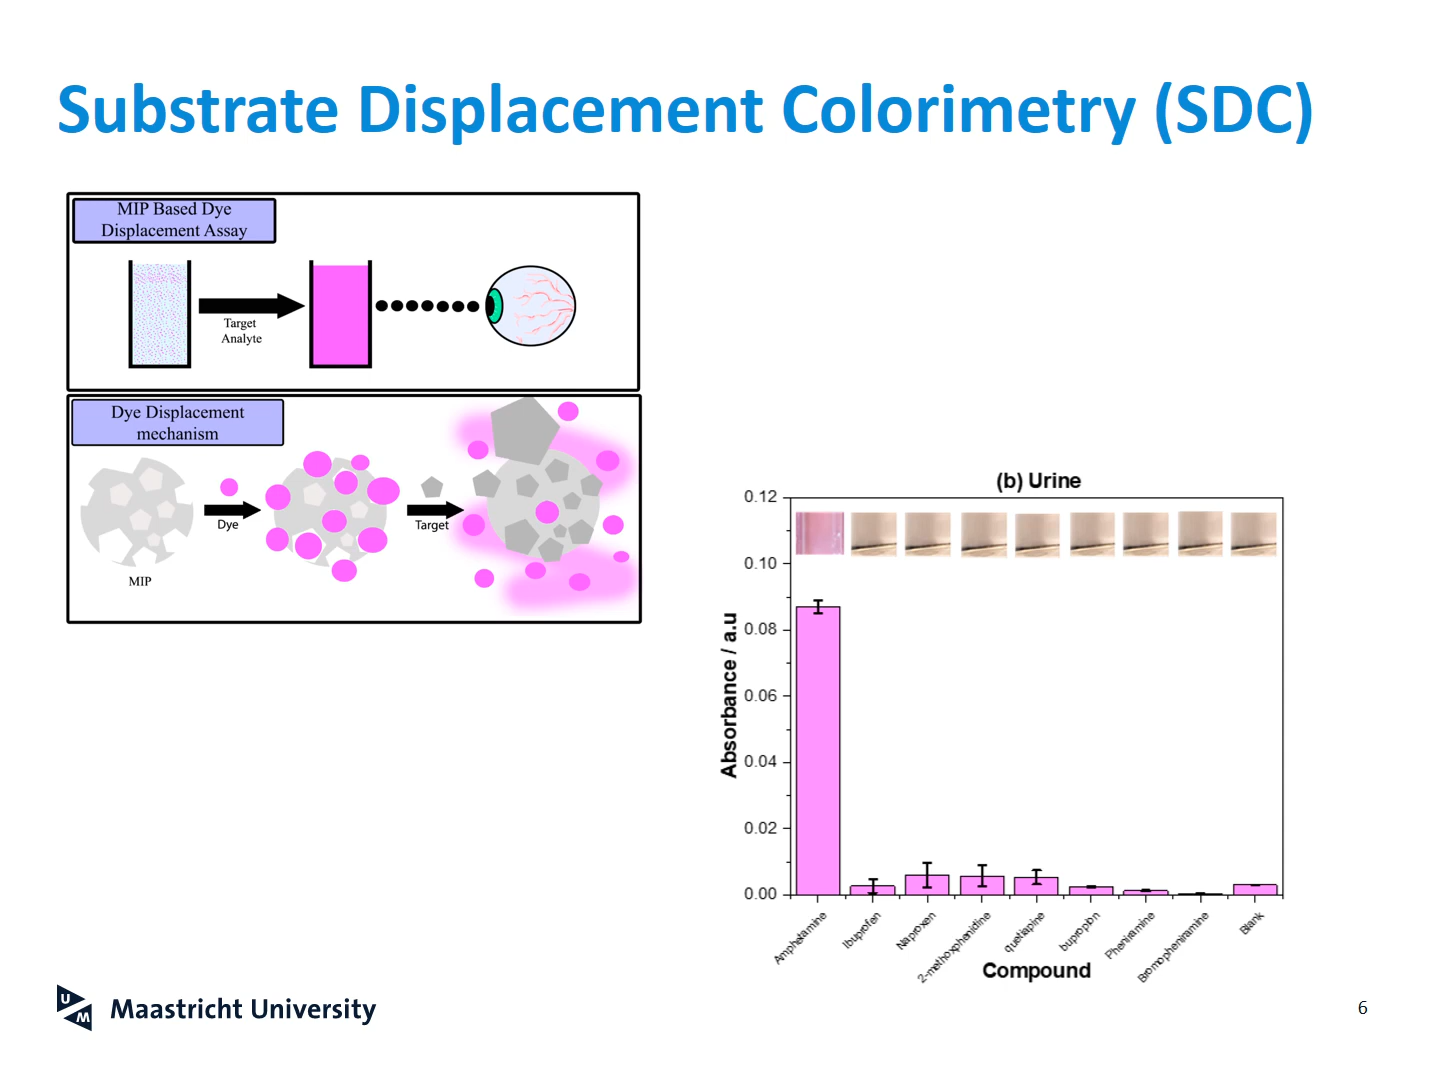 Substrate Displacement Colorimetry (SDC)
MIP Based Dye
Displacement Assay
Target
Analyte
Dye Displacement
mechanism
Dye
Target
MIP
(b) Urine
0.12
0.10
0.08
0.06
0.04
0.02
0.00
Absorbance / a.u
Amphetamine
Ibuprofen
Naproxen
2-methoxphenidine
quetiapine
bupropion
Pheniramine
Bromopheniramine
Blank
Compound
UM
Maastricht University
6